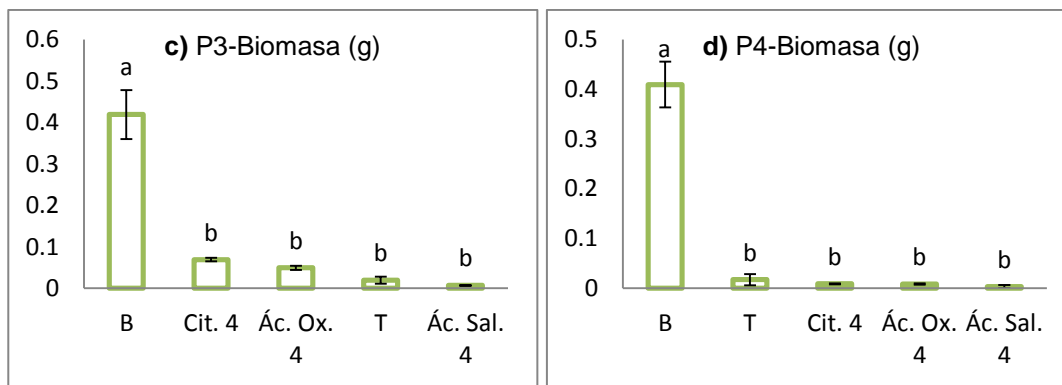 c) P3-Biomasa (g)
0.6
0.5
0.4
0.3
0.2
0.1
0
a
b
b
b
b
B
Cit. 4
Ác. Ox.
4
T
Ác. Sal.
4
d) P4-Biomasa (g)
0.5
0.4
0.3
0.2
0.1
0
a
b
b
b
b
B
T
Cit. 4
Ác. Ox.
4
Ác. Sal.
4